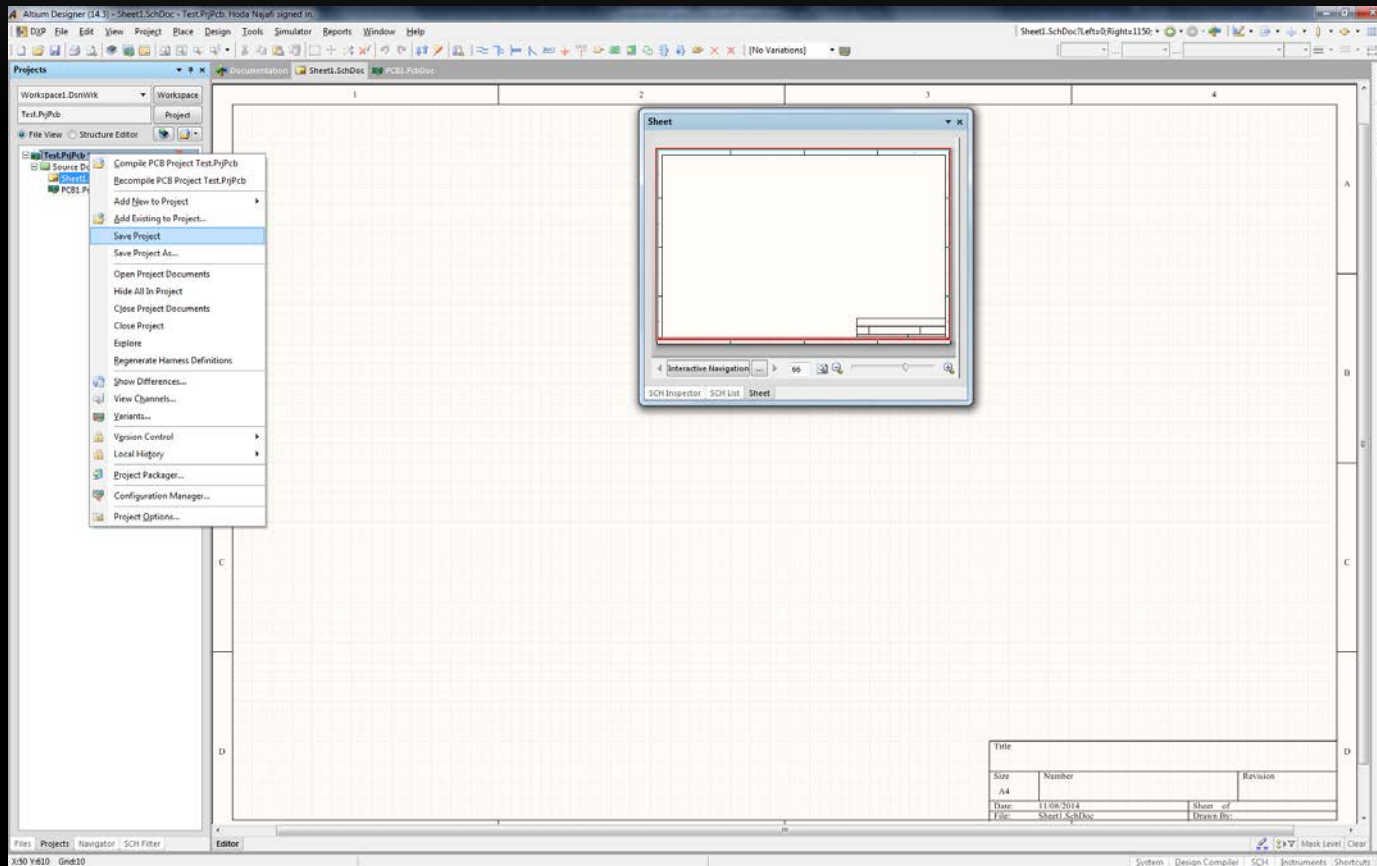 Altium Designer (14.3) - Sheet1.SchDoc - Test.PrjPcb. Hoda Najafi signed in.
DXP File Edit View Project Place Design Tools Simulator Reports Window Help
Sheet1.SchDoc?Left=0;Right=1150;
[No Variations]
Projects
Documentation Sheet1.SchDoc PCB1.PcbDoc
Workspace1.DsnWrk Workspace
Test.PrjPcb Project
File View Structure Editor
Test.PrjPcb
Source Do
Sheet1.
PCB1.P
Compile PCB Project Test.PrjPcb
Recompile PCB Project Test.PrjPcb
Add New to Project
Add Existing to Project...
Save Project
Save Project As...
Open Project Documents
Hide All In Project
Close Project Documents
Close Project
Explore
Regenerate Harness Definitions
Show Differences...
View Channels...
Variants...
Version Control
Local History
Project Packager...
Configuration Manager...
Project Options...
1 2 3 4
Sheet
Interactive Navigation ... 66
SCH Inspector SCH List Sheet
A
B
C C
D D
Title
Size Number Revision
A4
Date: 11/08/2014 Sheet of
File: Sheet1.SchDoc Drawn By:
Files Projects Navigator SCH Filter Editor Mask Level Clear
X:50 Y:610 Grid:10 System Design Compiler SCH Instruments Shortcuts